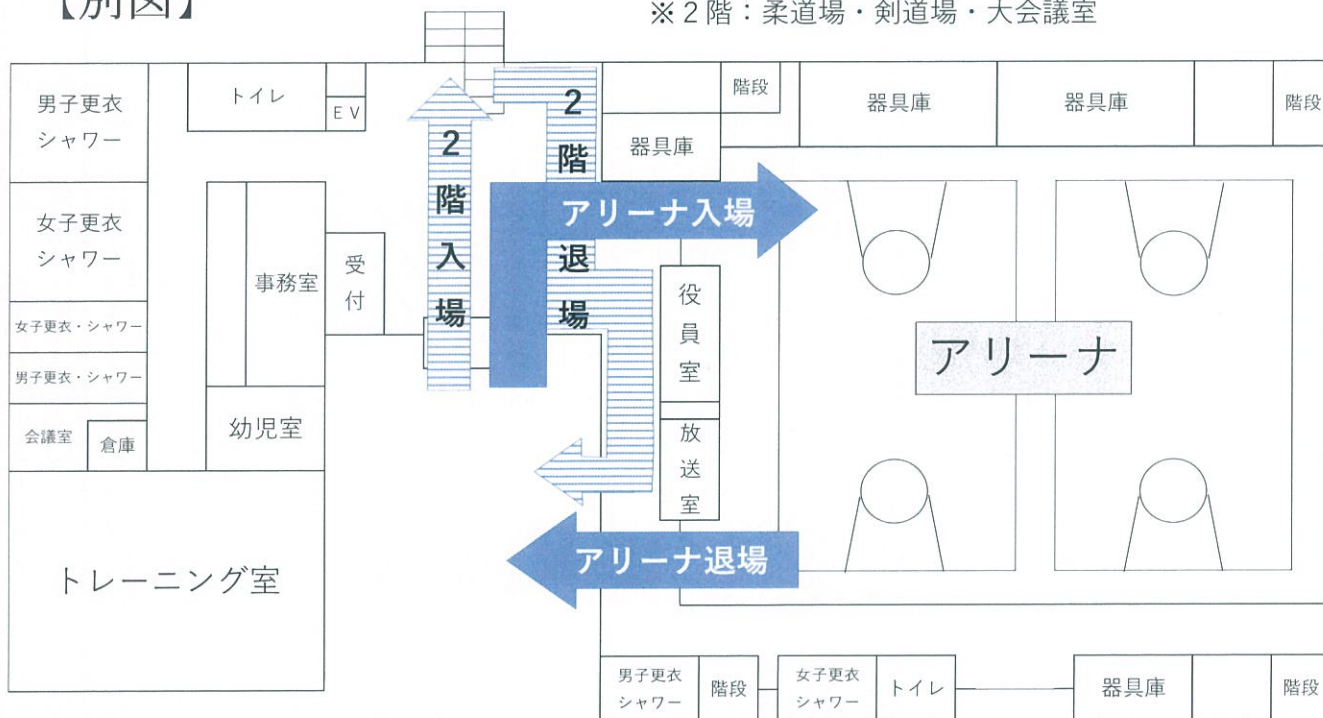 【別図】
※2階：柔道場・剣道場・大会議室
男子更衣
シャワー
トイレ
EV
2階入場
2階退場
階段
器具庫
器具庫
器具庫
階段
アリーナ入場
女子更衣
シャワー
事務室
受付
女子更衣・シャワー
男子更衣・シャワー
会議室
倉庫
幼児室
役員室
放送室
アリーナ
アリーナ退場
トレーニング室
男子更衣
シャワー
階段
女子更衣
シャワー
トイレ
器具庫
階段